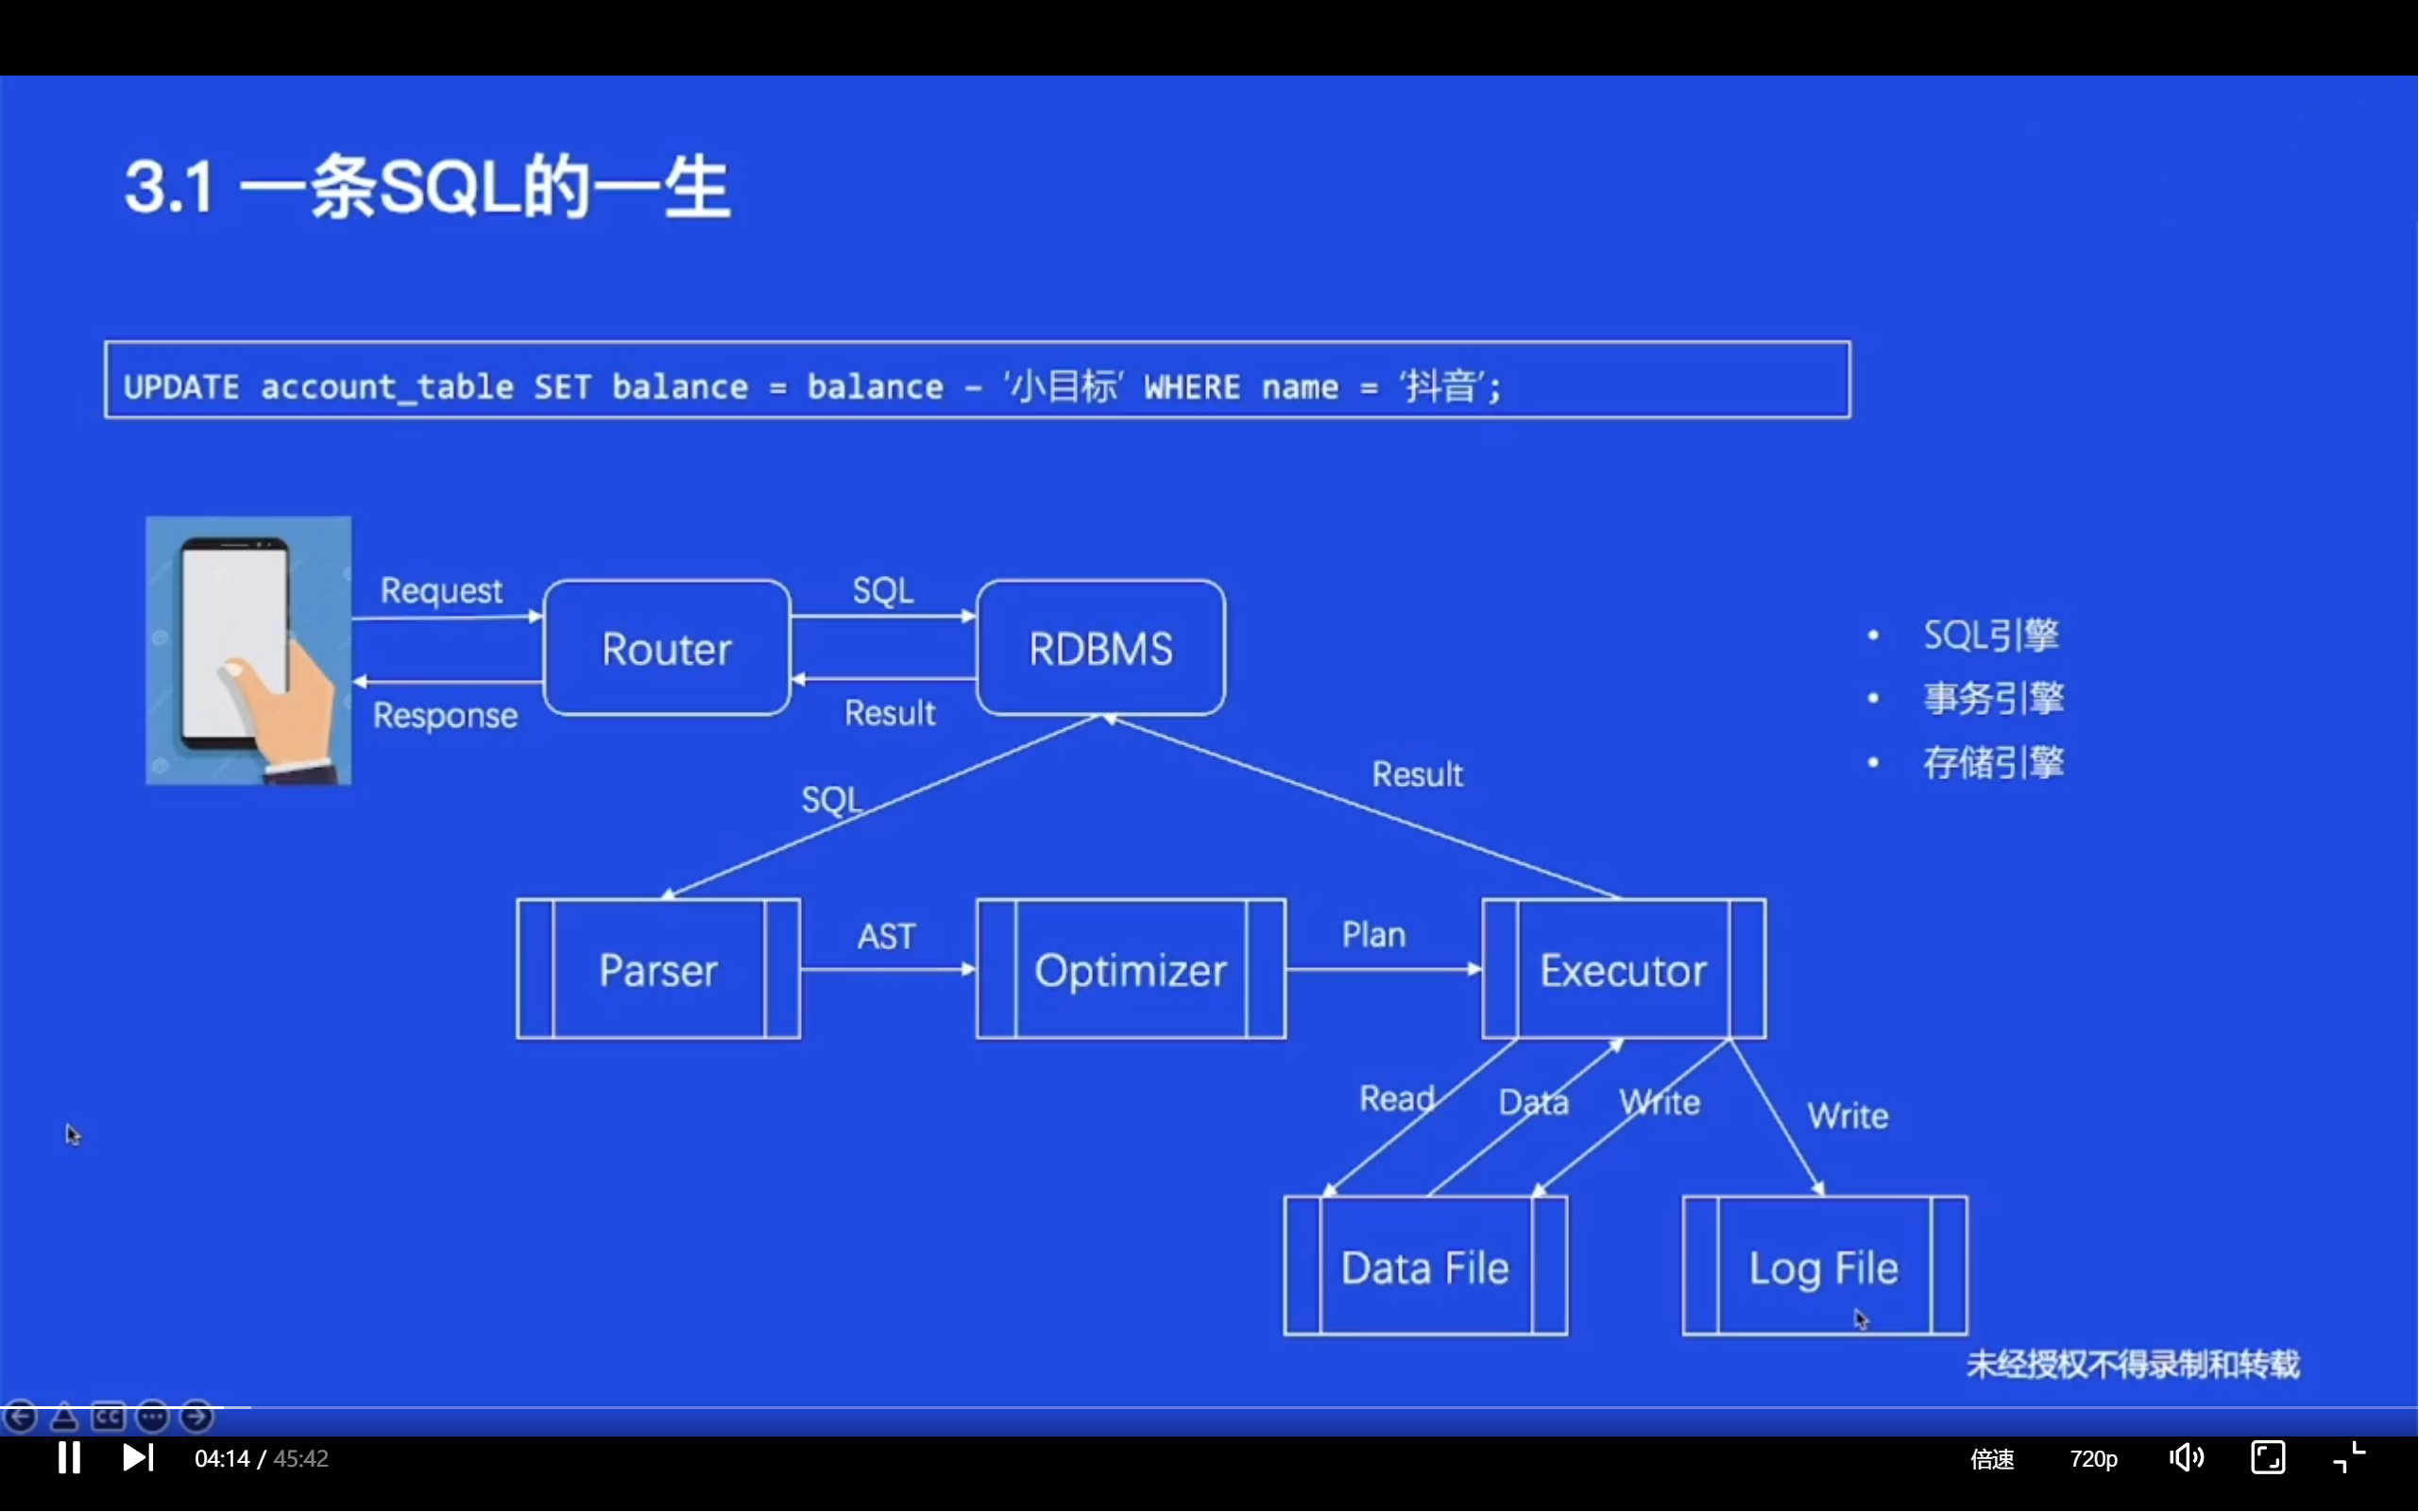 3.1 一条SQL的一生
UPDATE account_table SET balance = balance – ‘小目标’ WHERE name = ‘抖音’;
Request
SQL
Router
RDBMS
Response
Result
SQL引擎
事务引擎
存储引擎
SQL
Result
Parser
AST
Optimizer
Plan
Executor
Read
Data
Write
Write
Data File
Log File
未经授权不得录制和转载
CC
04:14 / 45:42
倍速
720p